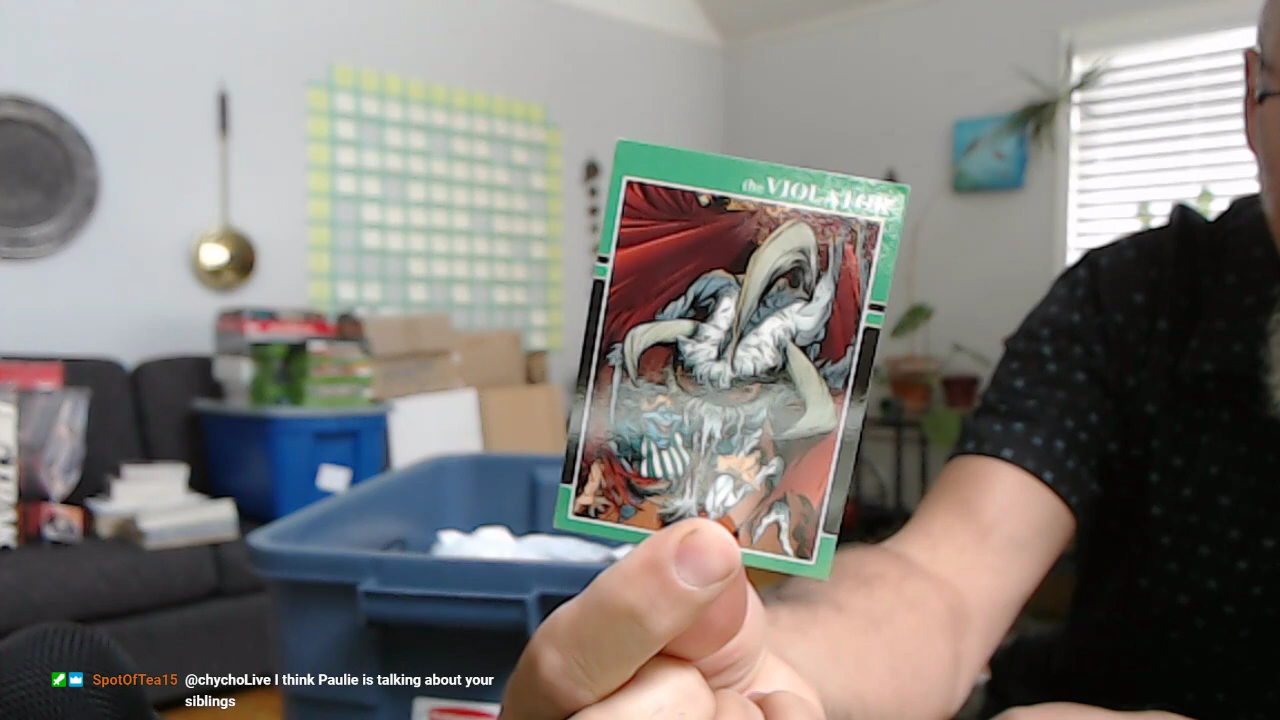 the VIOLATOR
SpotOfTea15 @chychoLive I think Paulie is talking about your
siblings